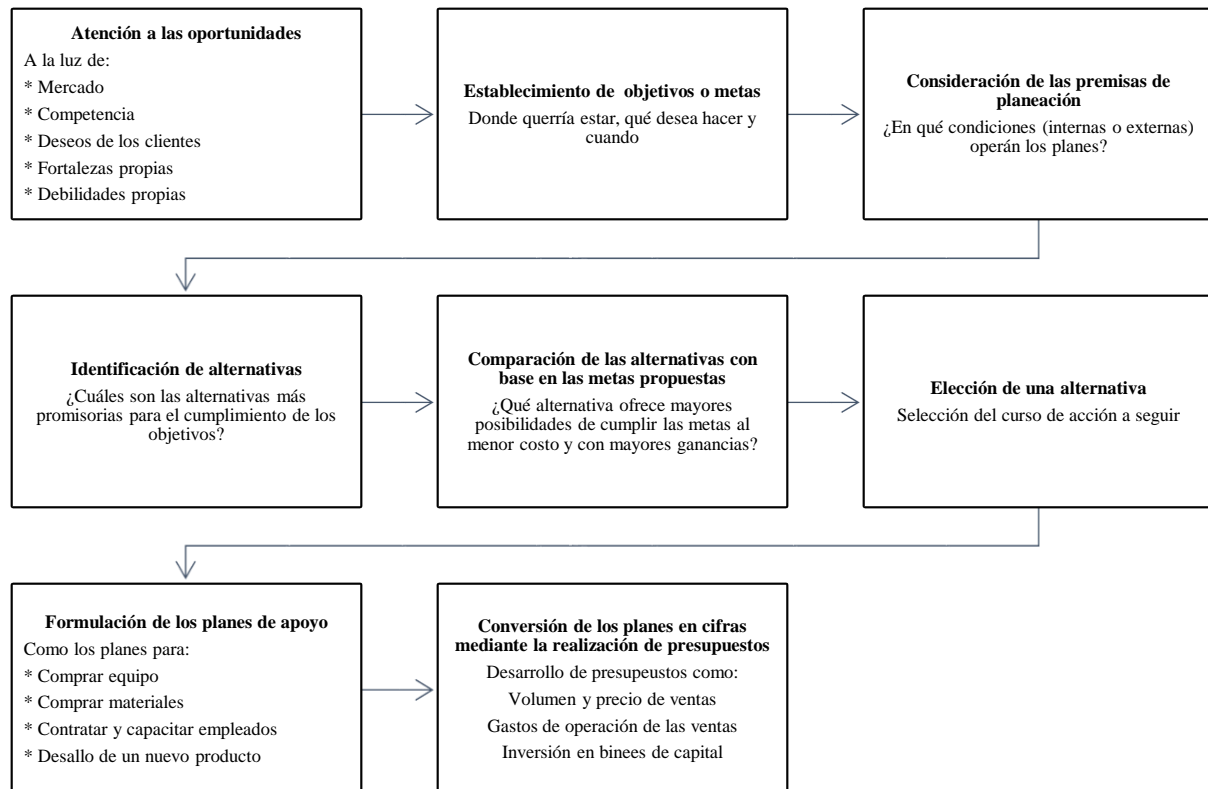 Atención a las oportunidades
A la luz de:
* Mercado
* Competencia
* Deseos de los clientes
* Fortalezas propias
* Debilidades propias
Establecimiento de objetivos o metas
Donde querría estar, qué desea hacer y
cuando
Consideración de las premisas de
planeación
¿En qué condiciones (internas o externas)
operán los planes?
Identificación de alternativas
¿Cuáles son las alternativas más
promisorias para el cumplimiento de los
objetivos?
Comparación de las alternativas con
base en las metas propuestas
¿Qué alternativa ofrece mayores
posibilidades de cumplir las metas al
menor costo y con mayores ganancias?
Elección de una alternativa
Selección del curso de acción a seguir
Formulación de los planes de apoyo
Como los planes para:
* Comprar equipo
* Comprar materiales
* Contratar y capacitar empleados
* Desallo de un nuevo producto
Conversión de los planes en cifras
mediante la realización de presupuestos
Desarrollo de presupeustos como:
Volumen y precio de ventas
Gastos de operación de las ventas
Inversión en binees de capital